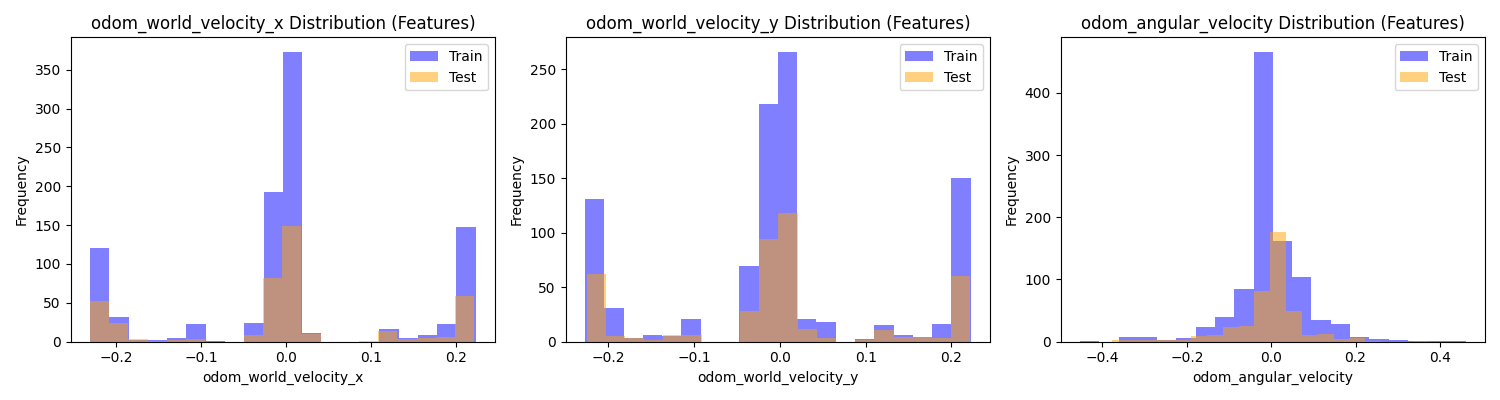 odom_world_velocity_x Distribution (Features)
Frequency
350
300
250
200
150
100
50
0
Train
Test
−0.2
−0.1
0.0
0.1
0.2
odom_world_velocity_x
odom_world_velocity_y Distribution (Features)
Frequency
250
200
150
100
50
0
Train
Test
−0.2
−0.1
0.0
0.1
0.2
odom_world_velocity_y
odom_angular_velocity Distribution (Features)
Frequency
400
300
200
100
0
Train
Test
−0.4
−0.2
0.0
0.2
0.4
odom_angular_velocity